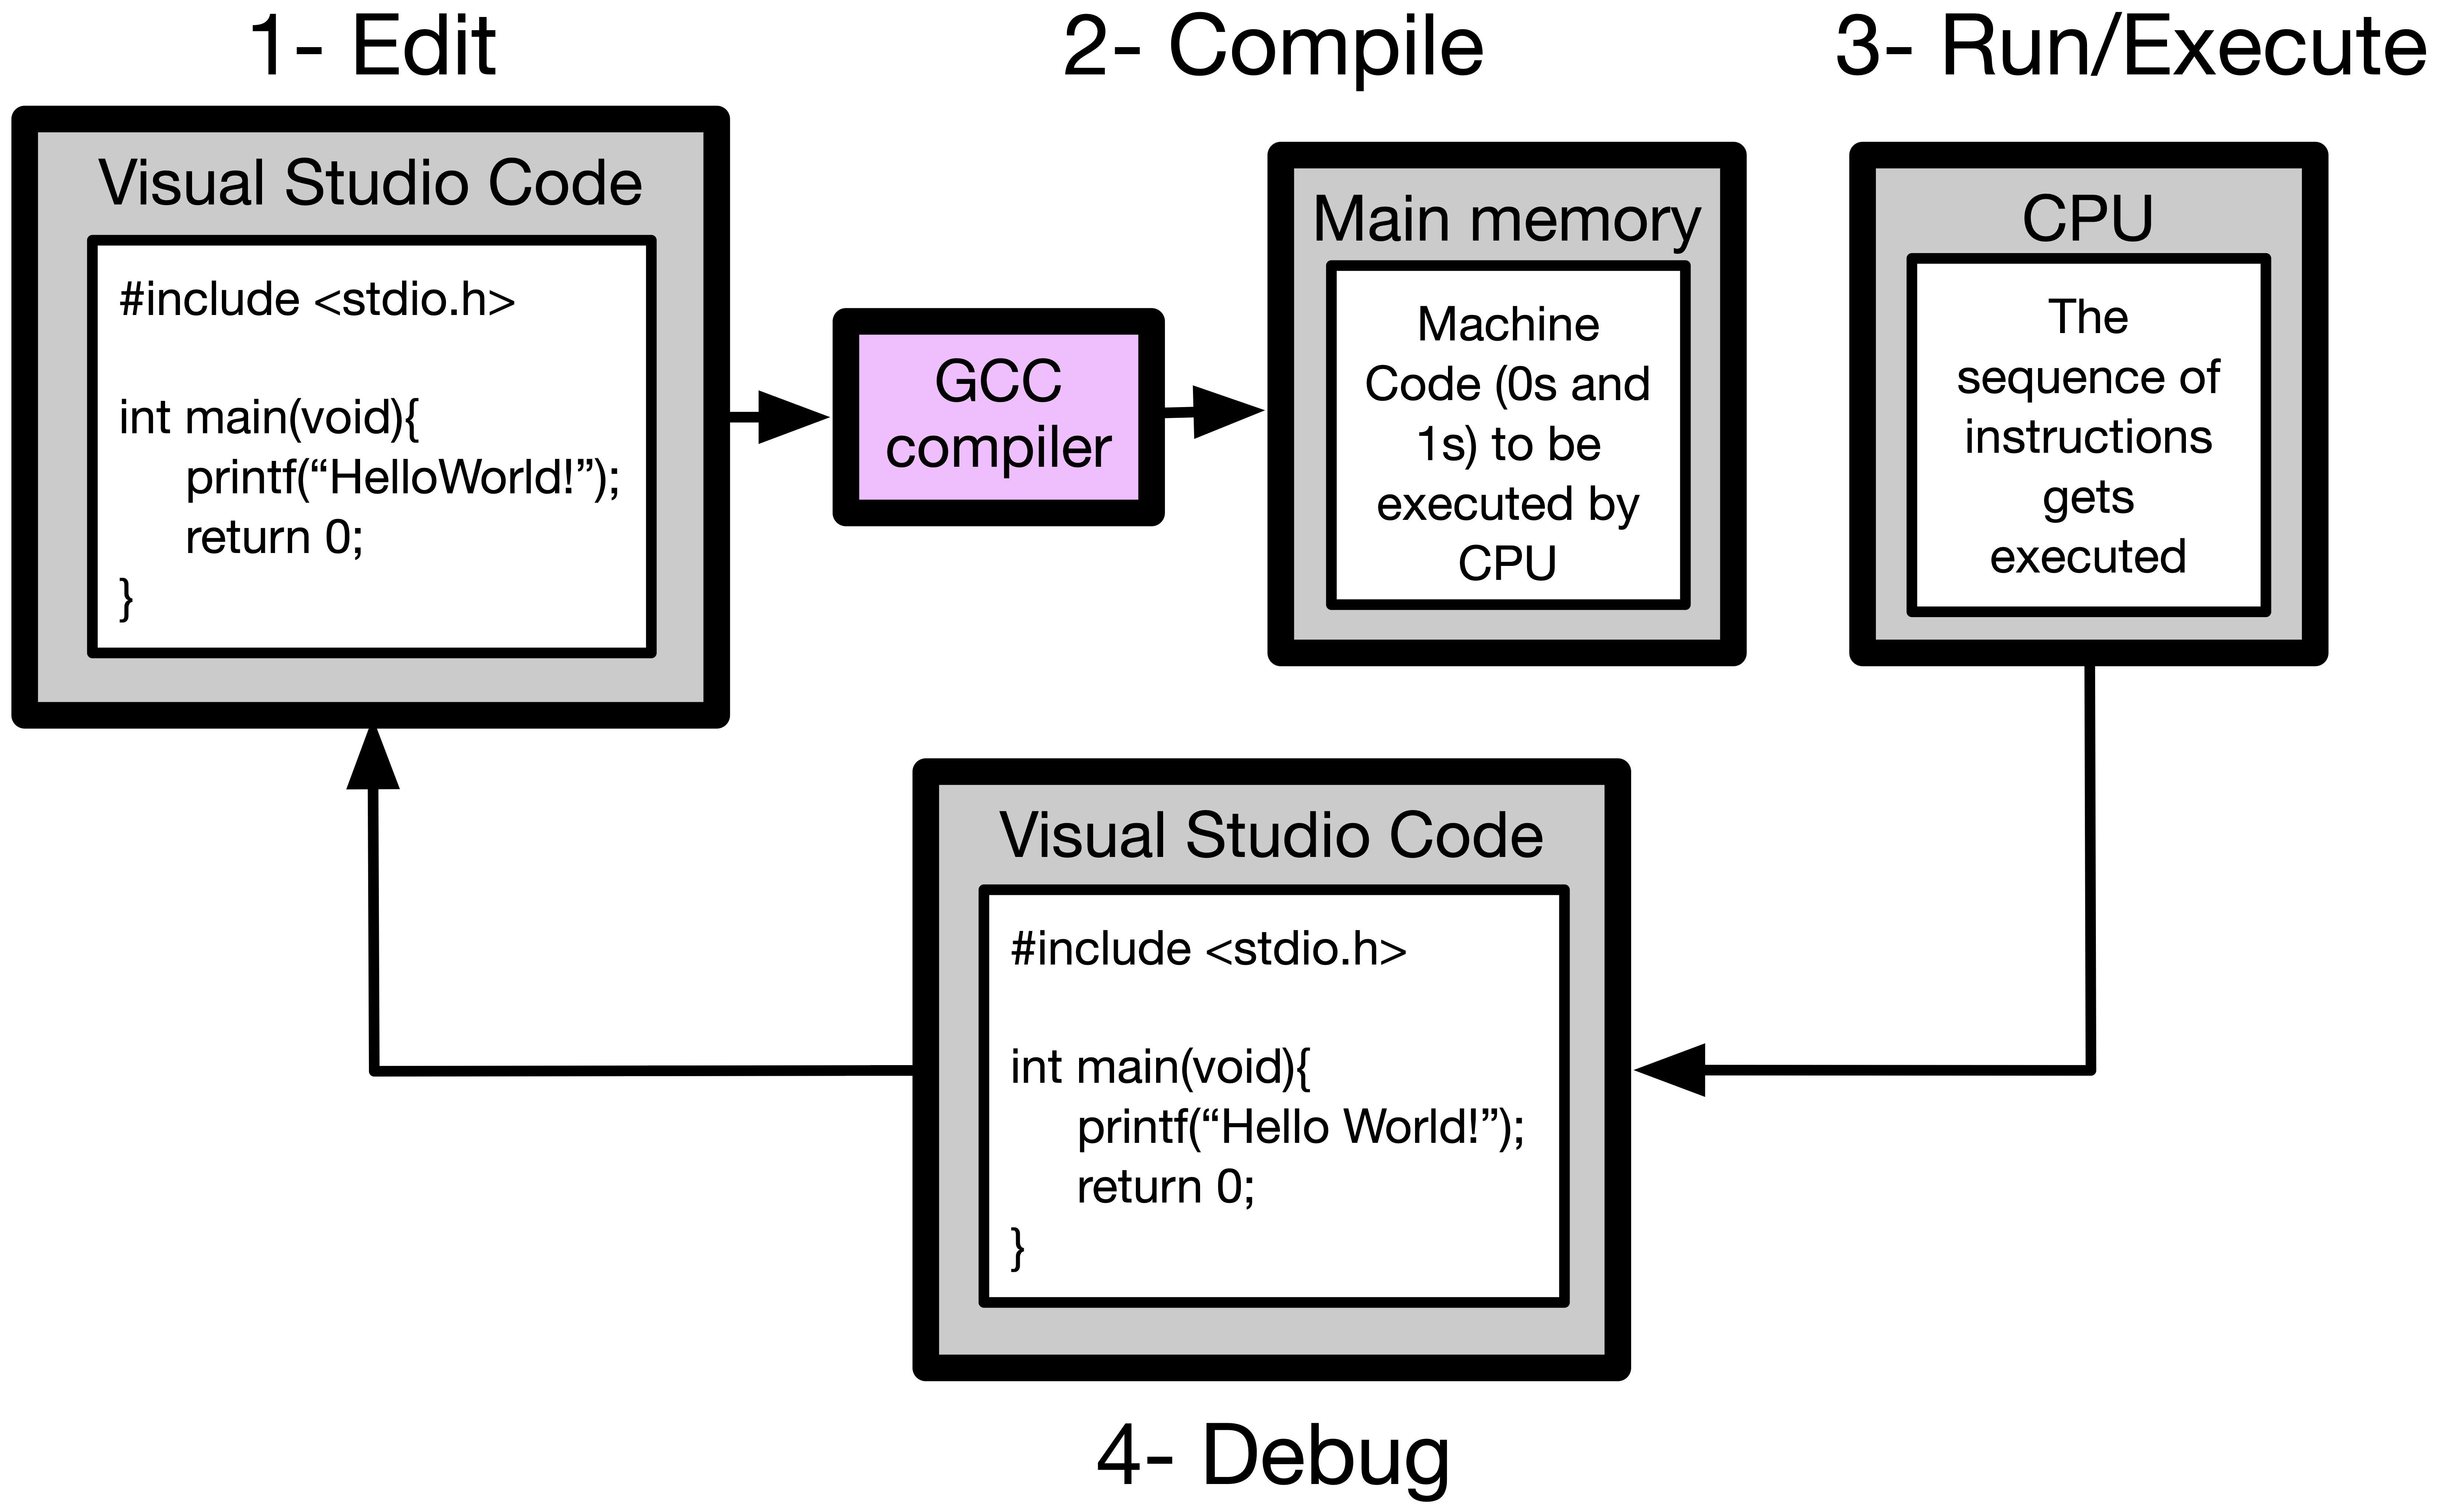 1- Edit
2- Compile
3- Run/Execute
Visual Studio Code
#include <stdio.h>
int main(void){
printf(“HelloWorld!”);
return 0;
}
GCC
compiler
Main memory
Machine
Code (0s and
1s) to be
executed by
CPU
CPU
The
sequence of
instructions
gets
executed
Visual Studio Code
#include <stdio.h>
int main(void){
printf(“Hello World!”);
return 0;
}
4- Debug